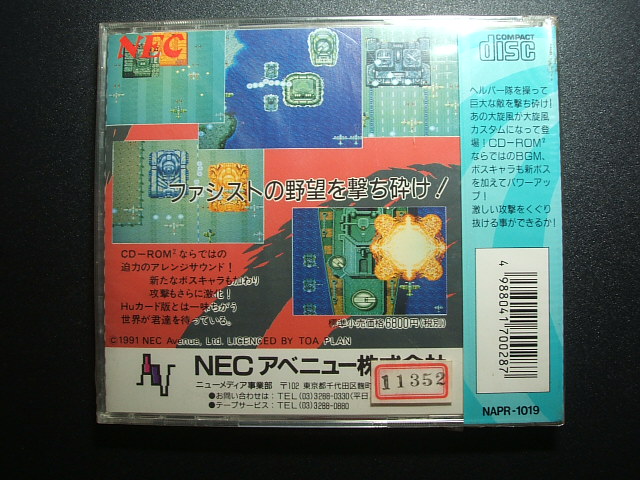 NEC
COMPACT
disc
ヘルパー隊を操って
巨大な敵を撃ち砕け!
あの大旋風が大旋風
カスタムになって登
場!CD-ROM²
ならではのBGM、
ボスキャラも新ボス
を加えてパワーアッ
プ!
激しい攻撃をくぐり
抜ける事ができるか!
ファシストの野望を撃ち砕け!
CD-ROM²ならではの
迫力のアレンジサウンド!
新たなボスキャラも加わり
攻撃もさらに激化!
Huカード版とは一味ちがう
世界が君達を待っている。
標準小売価格6800円(税別)
©1991 NEC Avenue, Ltd. LICENCED BY TOA PLAN
NEC アベニュー株式会社
ニューメディア事業部 〒102 東京都千代田区麹町
●お問い合わせは:TEL(03)3288-0330(平日
●テープサービス:TEL(03)3288-0880
11352
4 988041 700287
NAPR-1019